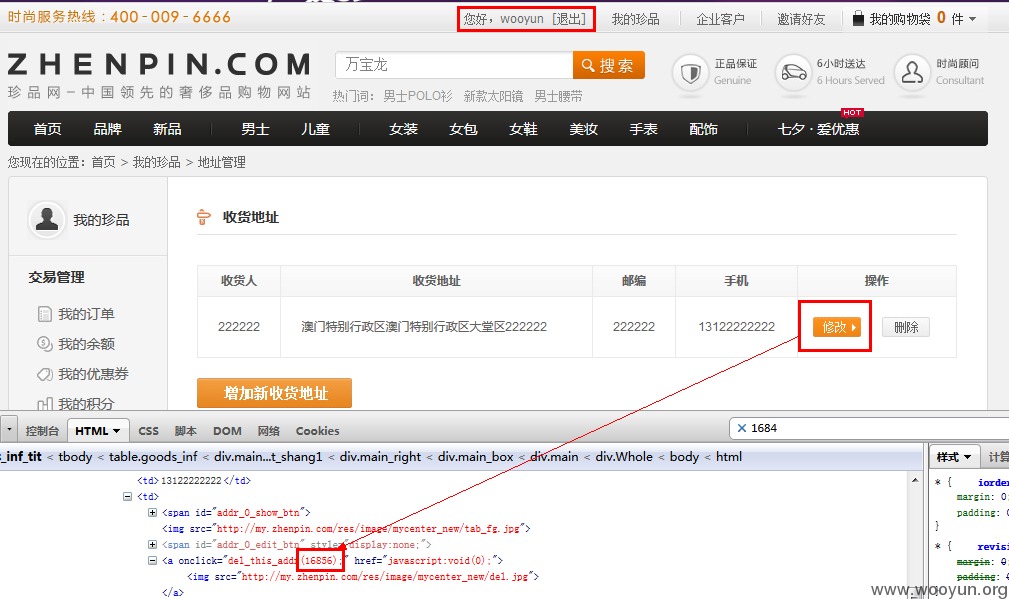 时尚服务热线：400 - 009 - 6666
您好，wooyun [退出] 我的珍品 企业客户 邀请好友 我的购物袋 0 件
ZHENPIN.COM
珍品网－中国领先的奢侈品购物网站
万宝龙 搜索
热门词： 男士POLO衫 新款太阳镜 男士腰带
正品保证
Genuine
6小时送达
6 Hours Served
时尚顾问
Consultant
首页 品牌 新品 男士 儿童 女装 女包 女鞋 美妆 手表 配饰 七夕 · 爱优惠 HOT
您现在的位置： 首页 > 我的珍品 > 地址管理
我的珍品
交易管理
我的订单
我的余额
我的优惠券
我的积分
收货地址
收货人 收货地址 邮编 手机 操作
222222 澳门特别行政区澳门特别行政区大堂区222222 222222 13122222222 修改 删除
增加新收货地址
控制台 HTML CSS 脚本 DOM 网络 Cookies 1684
s_inf_tit < tbody < table.goods_inf < div.main...t_shang1 < div.main_right < div.main_box < div.main < div.Whole < body < html
样式 计算
<td>13122222222</td>
<td>
<span id="addr_0_show_btn">
<img src="http://my.zhenpin.com/res/image/mycenter_new/tab_fg.jpg">
<span id="addr_0_edit_btn" style="display:none;">
<a onclick="del_this_addr(16856);" href="javascript:void(0);">
<img src="http://my.zhenpin.com/res/image/mycenter_new/del.jpg">
</a>
* { iorder
margin: 0;
padding:
}
* { revisi
margin: 0;
padding:
www.wooyun.org